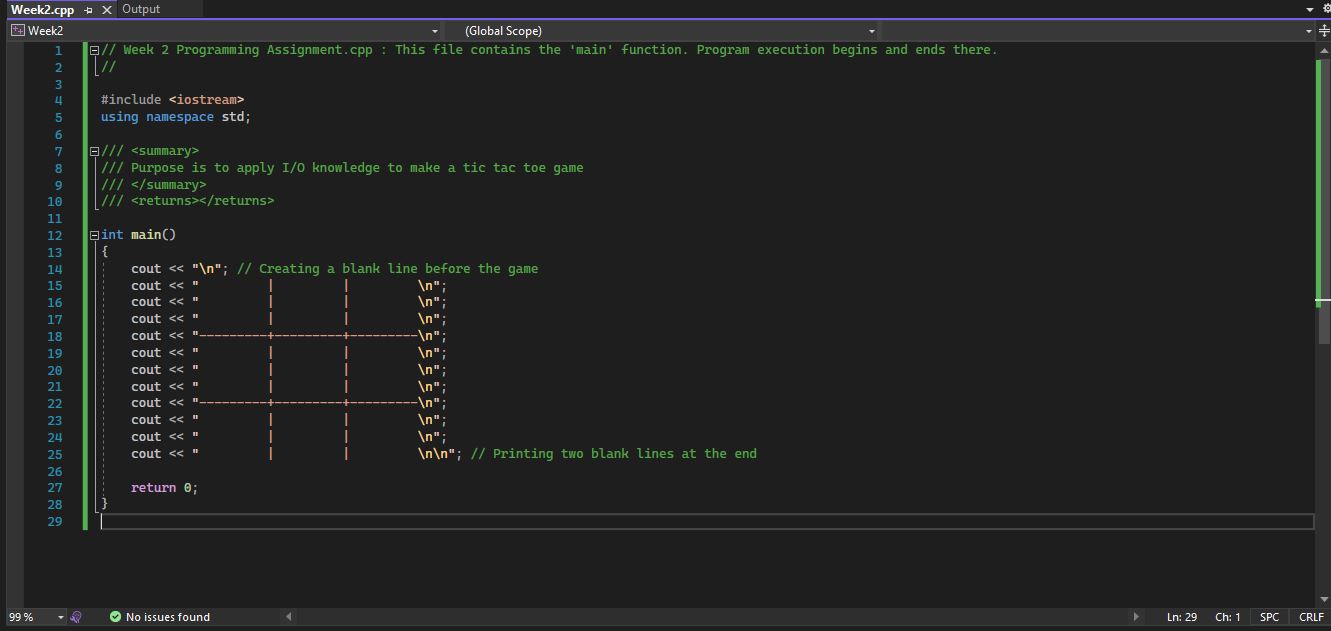 Week2.cpp Output
Week2 (Global Scope)
1 // Week 2 Programming Assignment.cpp : This file contains the 'main' function. Program execution begins and ends there.
2 //
3
4 #include <iostream>
5 using namespace std;
6
7 /// <summary>
8 /// Purpose is to apply I/O knowledge to make a tic tac toe game
9 /// </summary>
10 /// <returns></returns>
11
12 int main()
13 {
14     cout << "\n"; // Creating a blank line before the game
15     cout << "         |         |         \n";
16     cout << "         |         |         \n";
17     cout << "         |         |         \n";
18     cout << "---------+---------+---------\n";
19     cout << "         |         |         \n";
20     cout << "         |         |         \n";
21     cout << "         |         |         \n";
22     cout << "---------+---------+---------\n";
23     cout << "         |         |         \n";
24     cout << "         |         |         \n";
25     cout << "         |         |         \n\n"; // Printing two blank lines at the end
26
27     return 0;
28 }
29
99 % No issues found Ln: 29 Ch: 1 SPC CRLF